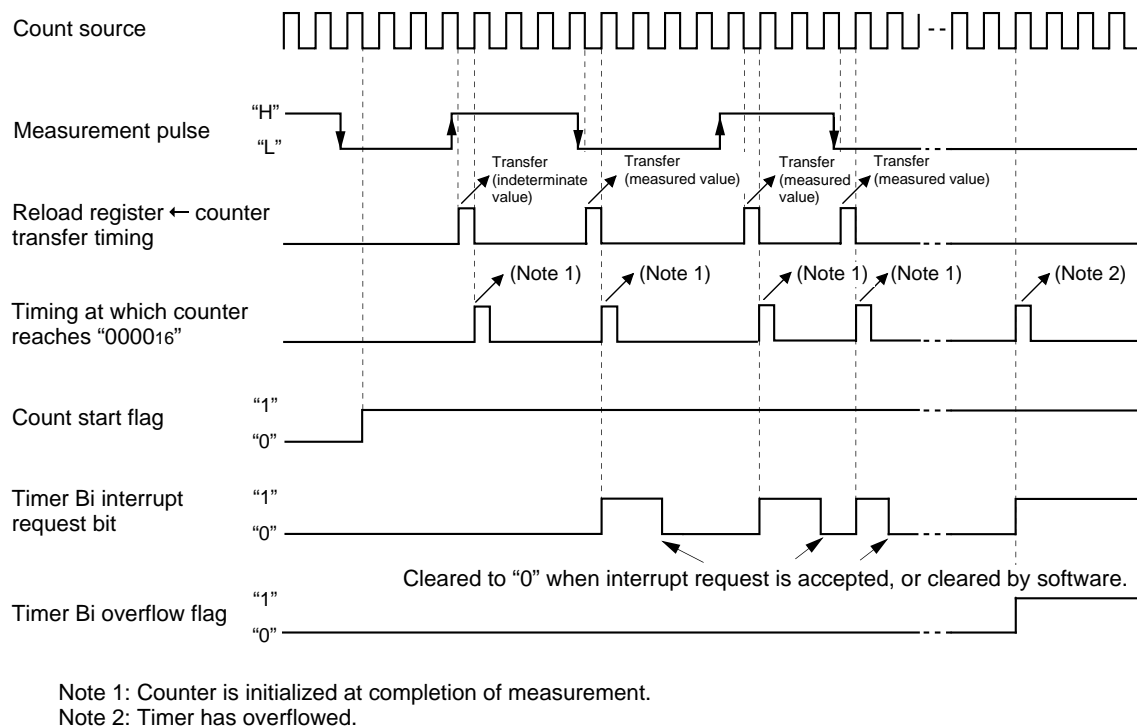 Count source
Measurement pulse
“H”
“L”
Transfer
(indeterminate
value)
Transfer
(measured value)
Transfer
(measured
value)
Transfer
(measured value)
Reload register ← counter
transfer timing
(Note 1)
(Note 1)
(Note 1)
(Note 1)
(Note 2)
Timing at which counter
reaches “000016”
Count start flag
“1”
“0”
Timer Bi interrupt
request bit
“1”
“0”
Cleared to “0” when interrupt request is accepted, or cleared by software.
Timer Bi overflow flag
“1”
“0”
Note 1: Counter is initialized at completion of measurement.
Note 2: Timer has overflowed.